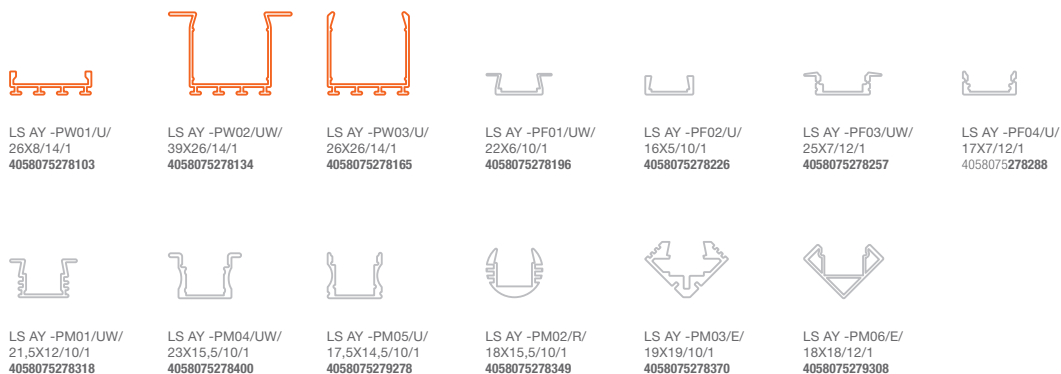 LS AY -PW01/U/
26X8/14/1
4058075278103
LS AY -PW02/UW/
39X26/14/1
4058075278134
LS AY -PW03/U/
26X26/14/1
4058075278165
LS AY -PF01/UW/
22X6/10/1
4058075278196
LS AY -PF02/U/
16X5/10/1
4058075278226
LS AY -PF03/UW/
25X7/12/1
4058075278257
LS AY -PF04/U/
17X7/12/1
4058075278288
LS AY -PM01/UW/
21,5X12/10/1
4058075278318
LS AY -PM04/UW/
23X15,5/10/1
4058075278400
LS AY -PM05/U/
17,5X14,5/10/1
4058075279278
LS AY -PM02/R/
18X15,5/10/1
4058075278349
LS AY -PM03/E/
19X19/10/1
4058075278370
LS AY -PM06/E/
18X18/12/1
4058075279308